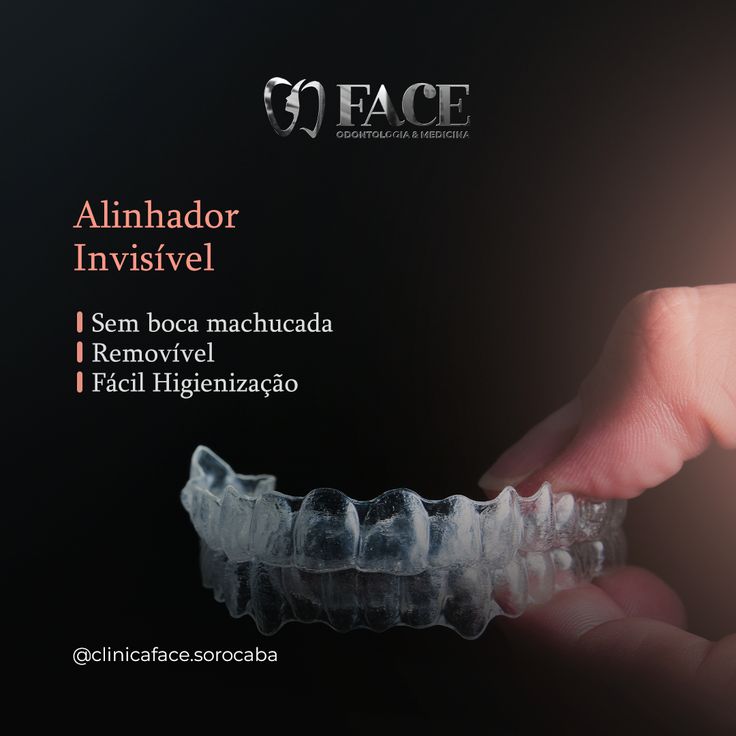 FACE
ODONTOLOGIA & MEDICINA
Alinhador
Invisível
Sem boca machucada
Removível
Fácil Higienização
@clinicaface.sorocaba